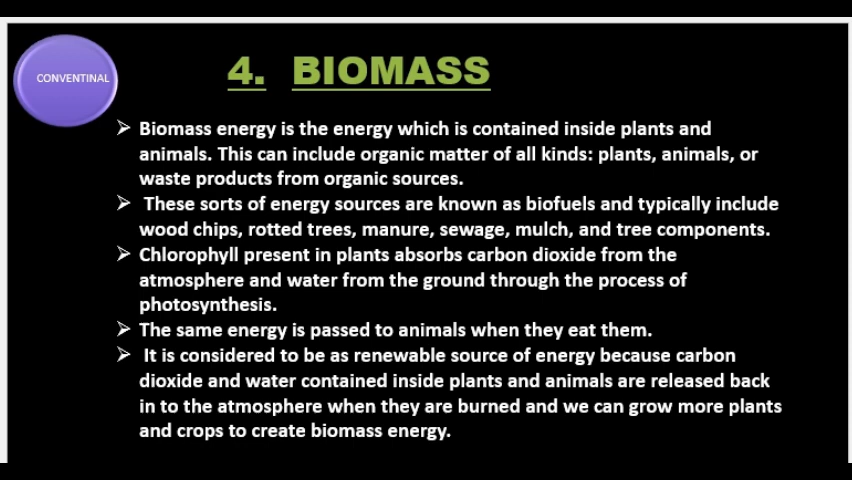 CONVENTINAL
4. BIOMASS
➢ Biomass energy is the energy which is contained inside plants and
animals. This can include organic matter of all kinds: plants, animals, or
waste products from organic sources.
➢ These sorts of energy sources are known as biofuels and typically include
wood chips, rotted trees, manure, sewage, mulch, and tree components.
➢ Chlorophyll present in plants absorbs carbon dioxide from the
atmosphere and water from the ground through the process of
photosynthesis.
➢ The same energy is passed to animals when they eat them.
➢ It is considered to be as renewable source of energy because carbon
dioxide and water contained inside plants and animals are released back
in to the atmosphere when they are burned and we can grow more plants
and crops to create biomass energy.